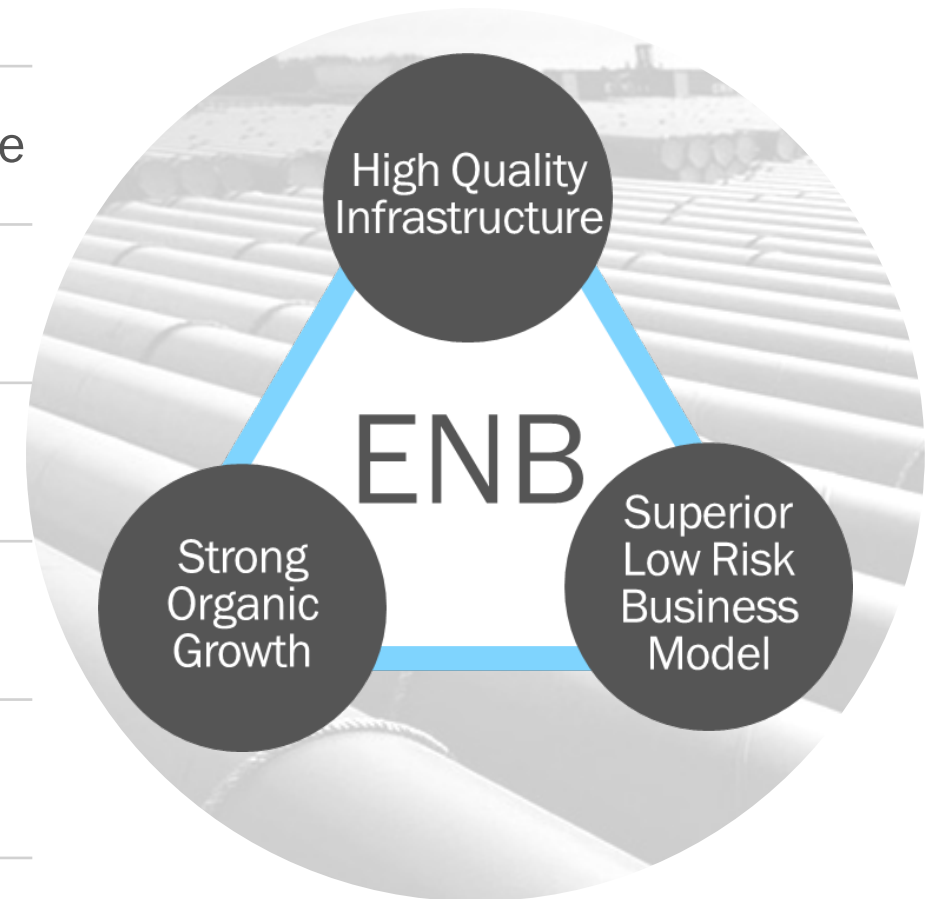 e
High Quality
Infrastructure
ENB
Strong
Organic
Growth
Superior
Low Risk
Business
Model